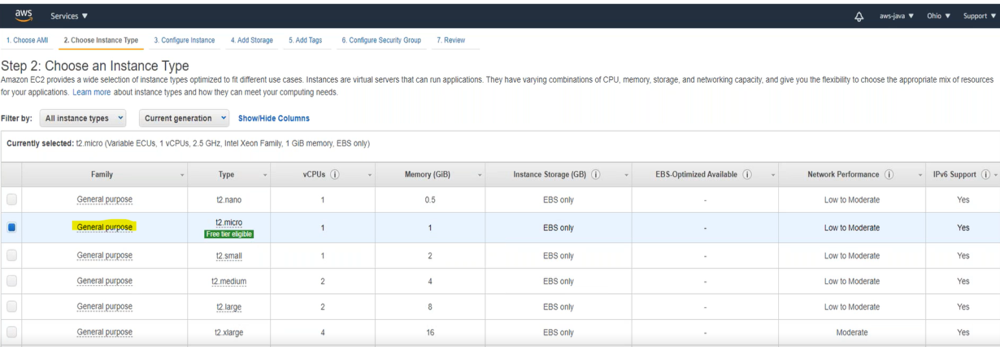 aws Services aws-java Ohio Support
1. Choose AMI 2. Choose Instance Type 3. Configure Instance 4. Add Storage 5. Add Tags 6. Configure Security Group 7. Review
Step 2: Choose an Instance Type
Amazon EC2 provides a wide selection of instance types optimized to fit different use cases. Instances are virtual servers that can run applications. They have varying combinations of CPU, memory, storage, and networking capacity, and give you the flexibility to choose the appropriate mix of resources
for your applications. Learn more about instance types and how they can meet your computing needs.
Filter by: All instance types Current generation Show/Hide Columns
Currently selected: t2.micro (Variable ECUs, 1 vCPUs, 2.5 GHz, Intel Xeon Family, 1 GiB memory, EBS only)
Family Type vCPUs i Memory (GiB) Instance Storage (GB) i EBS-Optimized Available i Network Performance i IPv6 Support i
General purpose t2.nano 1 0.5 EBS only - Low to Moderate Yes
General purpose t2.micro Free tier eligible 1 1 EBS only - Low to Moderate Yes
General purpose t2.small 1 2 EBS only - Low to Moderate Yes
General purpose t2.medium 2 4 EBS only - Low to Moderate Yes
General purpose t2.large 2 8 EBS only - Low to Moderate Yes
General purpose t2.xlarge 4 16 EBS only - Moderate Yes